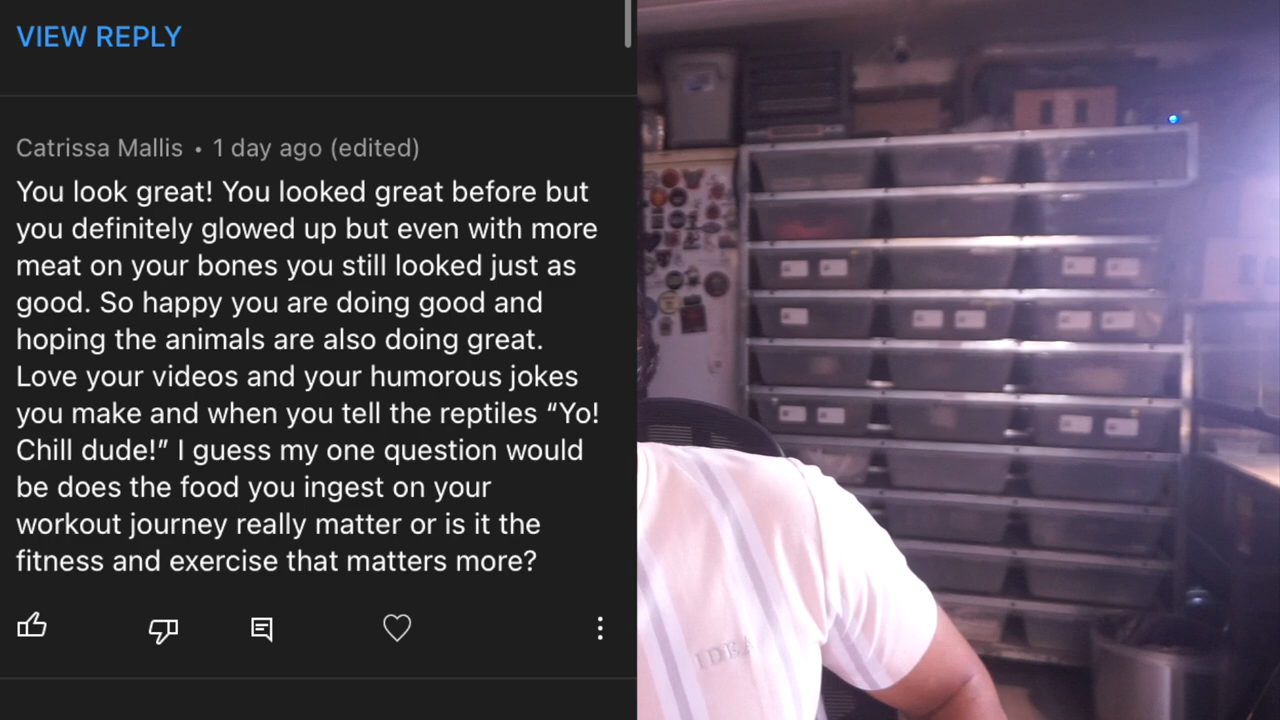 VIEW REPLY
Catrissa Mallis • 1 day ago (edited)
You look great! You looked great before but
you definitely glowed up but even with more
meat on your bones you still looked just as
good. So happy you are doing good and
hoping the animals are also doing great.
Love your videos and your humorous jokes
you make and when you tell the reptiles “Yo!
Chill dude!” I guess my one question would
be does the food you ingest on your
workout journey really matter or is it the
fitness and exercise that matters more?